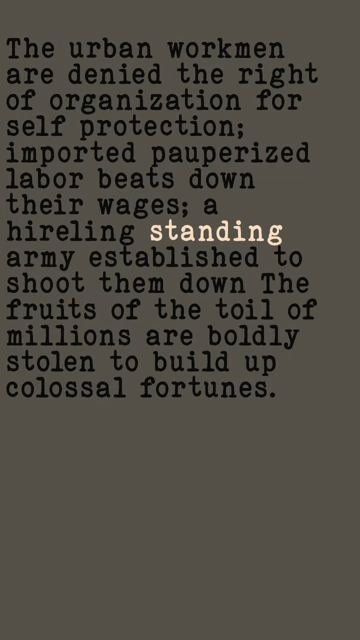 The urban workmen
are denied the right
of organization for
self protection;
imported pauperized
labor beats down
their wages; a
hireling standing
army established to
shoot them down The
fruits of the toil of
millions are boldly
stolen to build up
colossal fortunes.